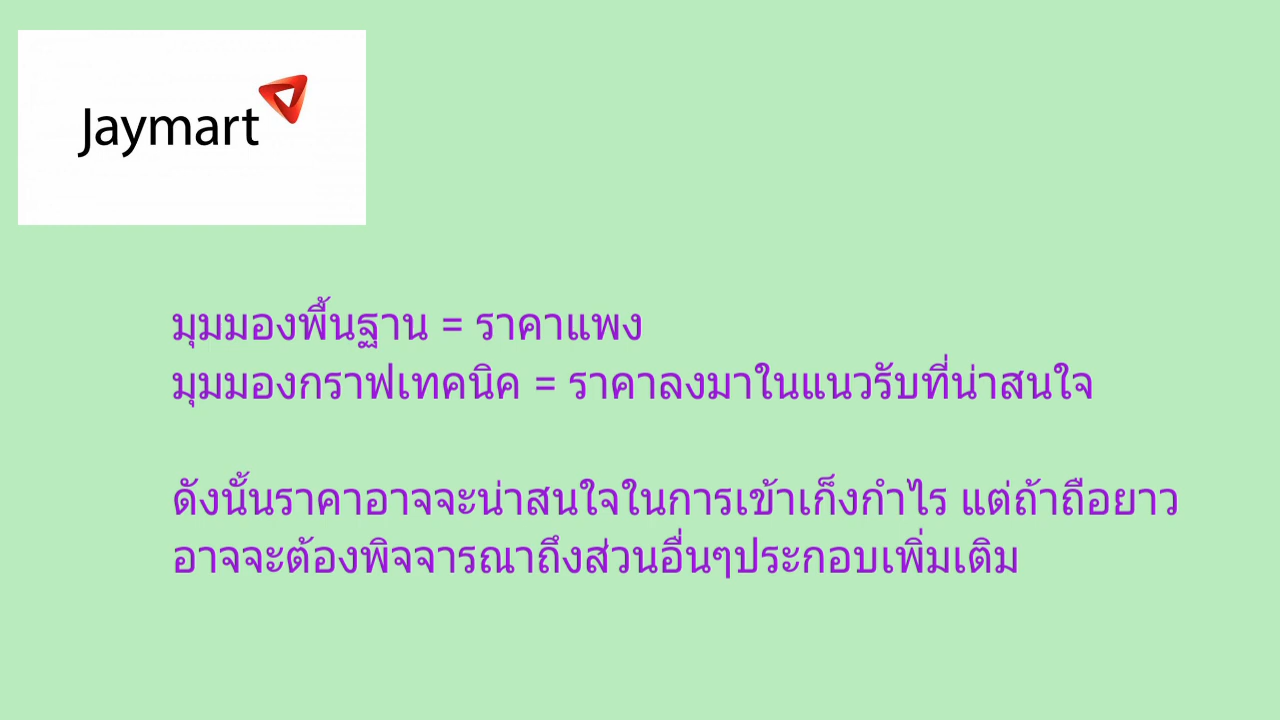 Jaymart
มุมมองพื้นฐาน = ราคาแพง
มุมมองกราฟเทคนิค = ราคาลงมาในแนวรับที่น่าสนใจ
ดังนั้นราคาอาจจะน่าสนใจในการเข้าเก็งกำไร แต่ถ้าถือยาว
อาจจะต้องพิจจารณาถึงส่วนอื่นๆประกอบเพิ่มเติม